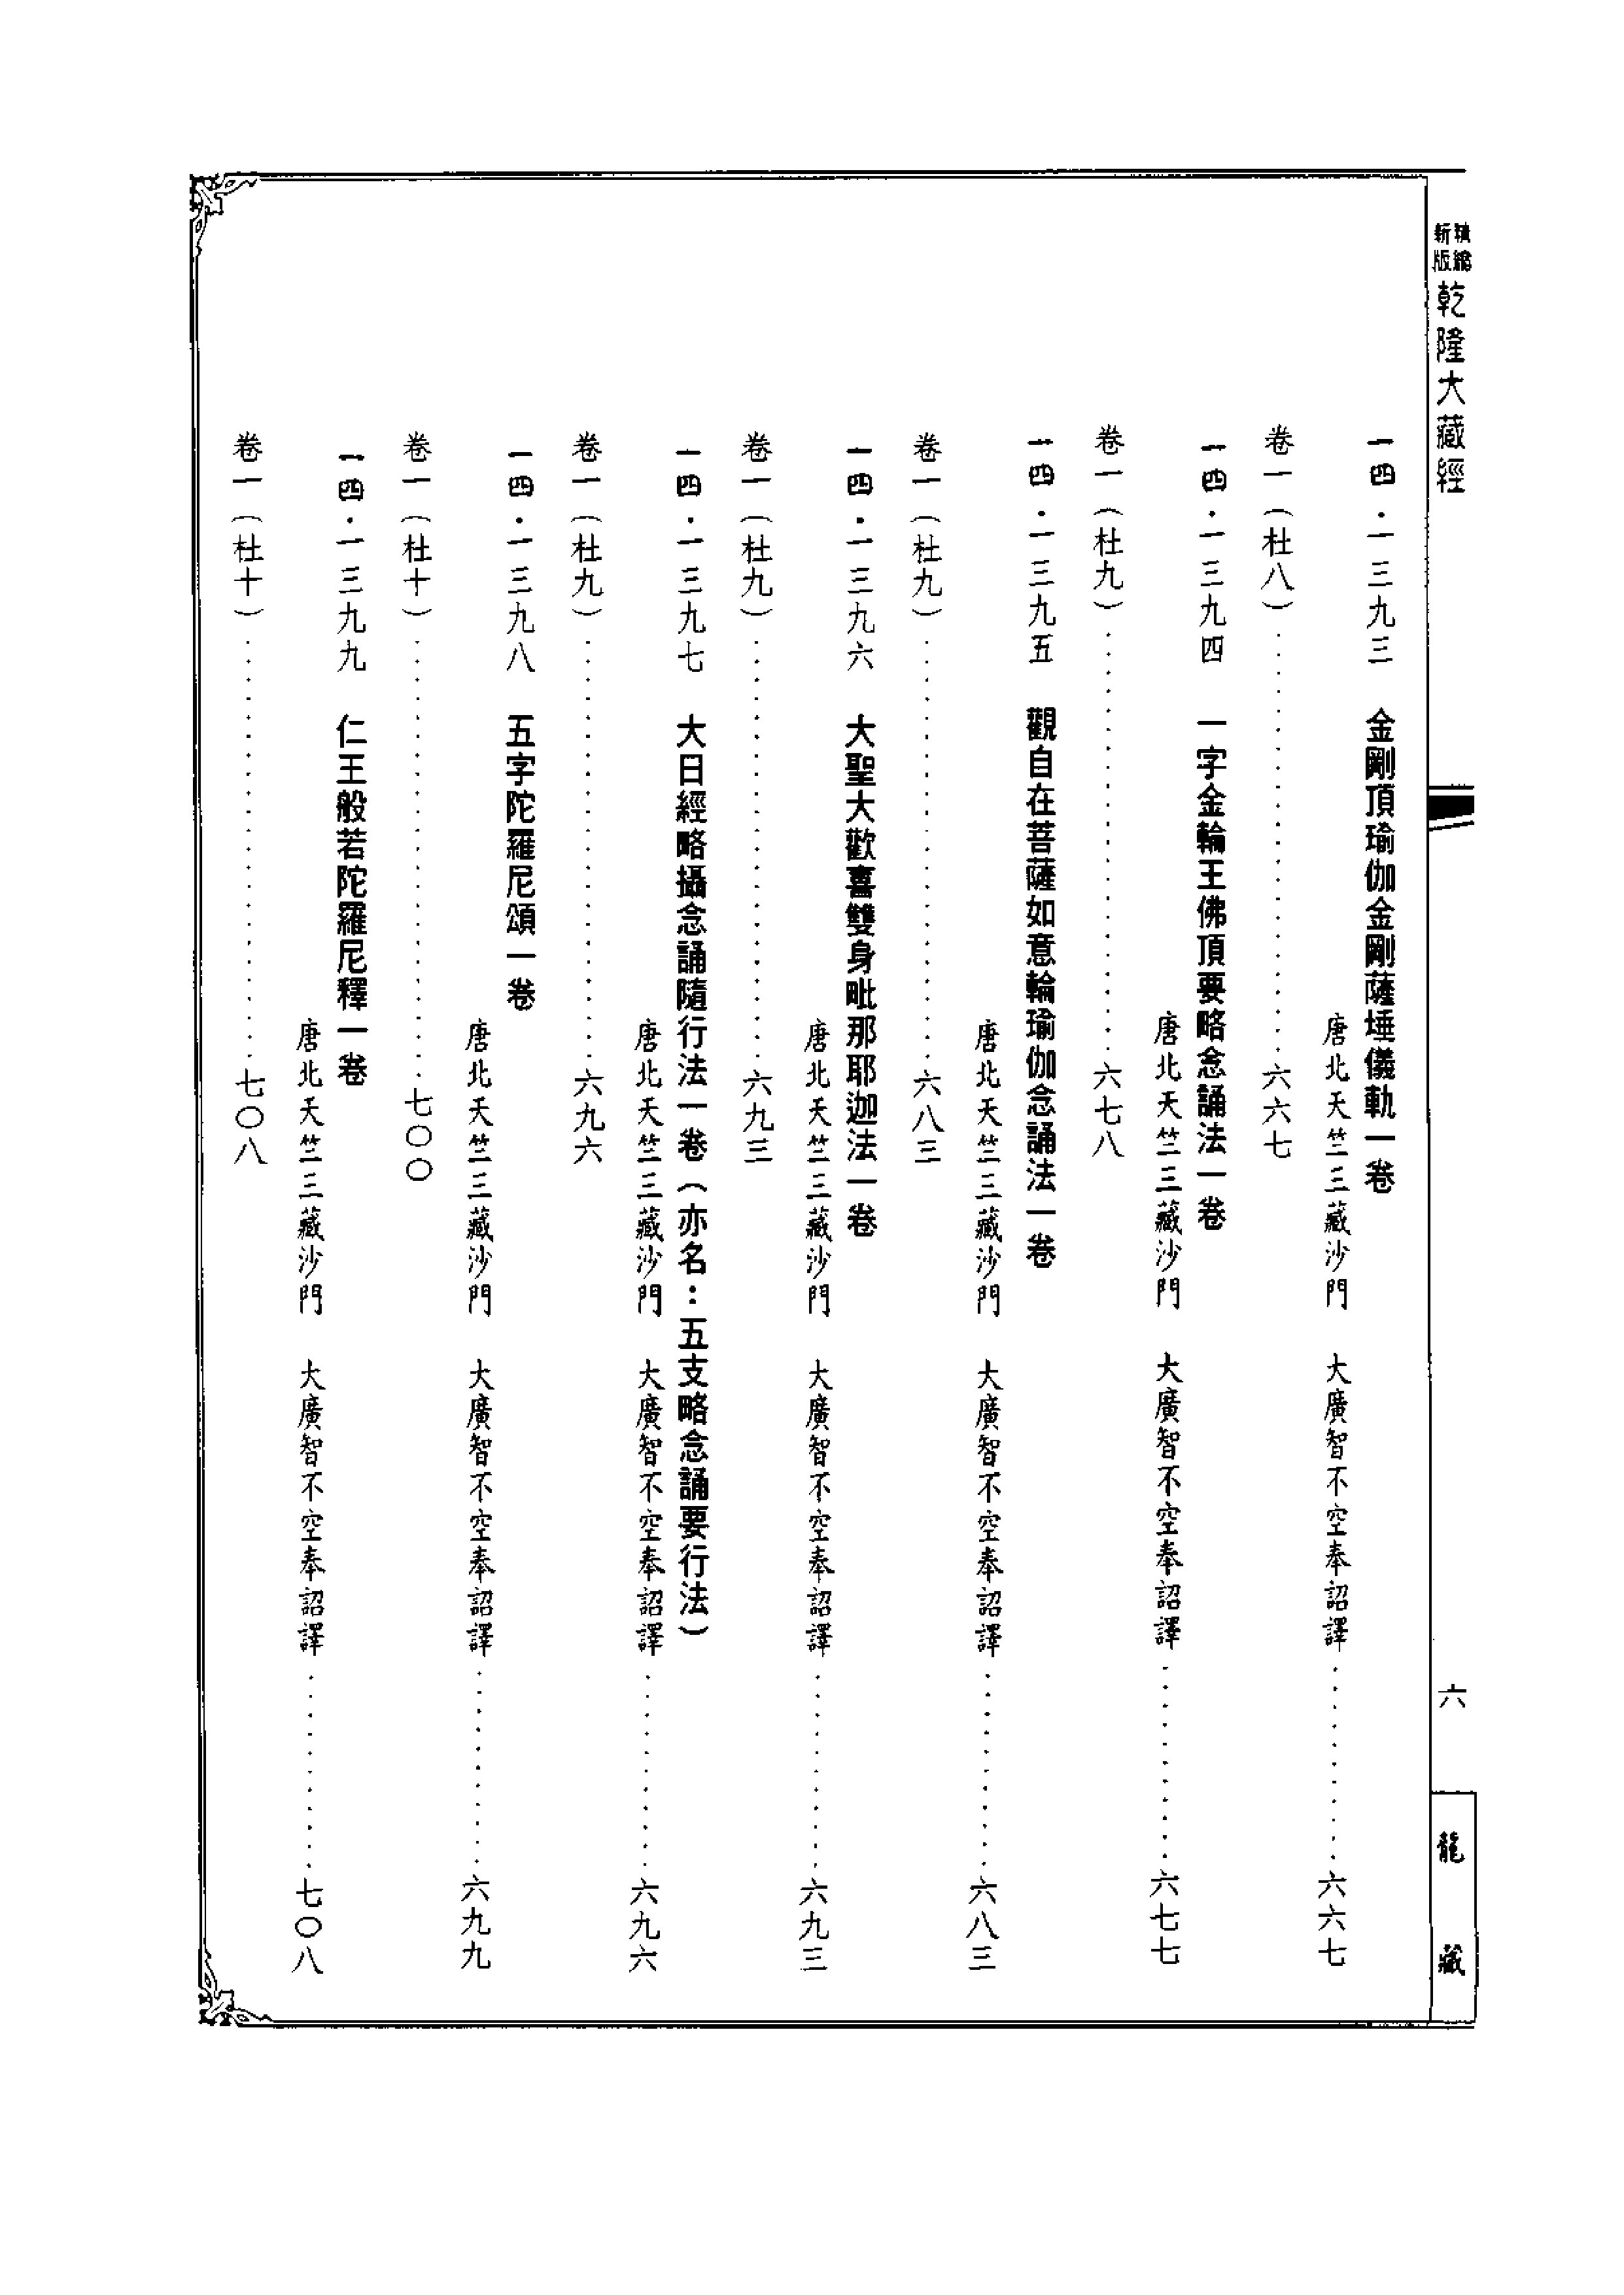 新編
新版
乾隆大藏經
六
龍藏
一四．一三九三　金剛頂瑜伽金剛薩埵儀軌一卷
唐北天竺三藏沙門　大廣智不空奉詔譯…………六六七
卷一（杜八）…………六六七
一四．一三九四　一字金輪王佛頂要略念誦法一卷
唐北天竺三藏沙門　大廣智不空奉詔譯…………六七七
卷一（杜九）…………六七八
一四．一三九五　觀自在菩薩如意輪瑜伽念誦法一卷
唐北天竺三藏沙門　大廣智不空奉詔譯…………六八三
卷一（杜九）…………六八三
一四．一三九六　大聖大歡喜雙身毗那耶迦法一卷
唐北天竺三藏沙門　大廣智不空奉詔譯…………六九三
卷一（杜九）…………六九三
一四．一三九七　大日經略攝念誦隨行法一卷（亦名：五支略念誦要行法）
唐北天竺三藏沙門　大廣智不空奉詔譯…………六九六
卷一（杜九）…………六九六
一四．一三九八　五字陀羅尼頌一卷
唐北天竺三藏沙門　大廣智不空奉詔譯…………六九九
卷一（杜十）…………七〇〇
一四．一三九九　仁王般若陀羅尼釋一卷
唐北天竺三藏沙門　大廣智不空奉詔譯…………七〇八
卷一（杜十）…………七〇八